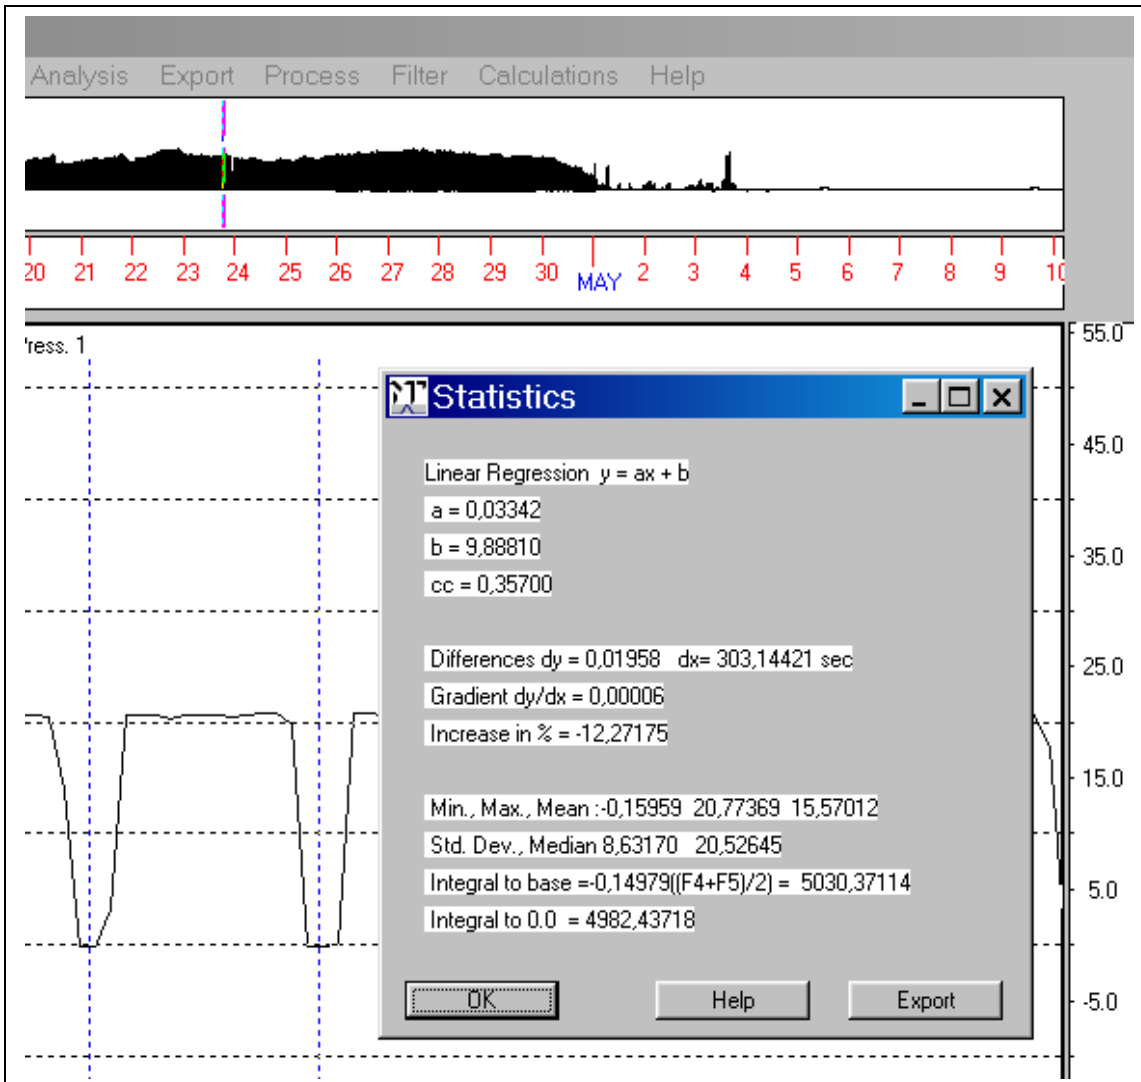 Analysis Export Process Filter Calculations Help
20 21 22 23 24 25 26 27 28 29 30 MAY 2 3 4 5 6 7 8 9 10
ress. 1
55.0
Statistics
45.0
Linear Regression y = ax + b
a = 0,03342
b = 9,88810
35.0
cc = 0,35700
Differences dy = 0,01958 dx= 303,14421 sec
25.0
Gradient dy/dx = 0,00006
Increase in % = -12,27175
15.0
Min., Max., Mean :-0,15959 20,77369 15,57012
Std. Dev., Median 8,63170 20,52645
Integral to base =-0,14979((F4+F5)/2) = 5030,37114
5.0
Integral to 0.0 = 4982,43718
OK Help Export
-5.0